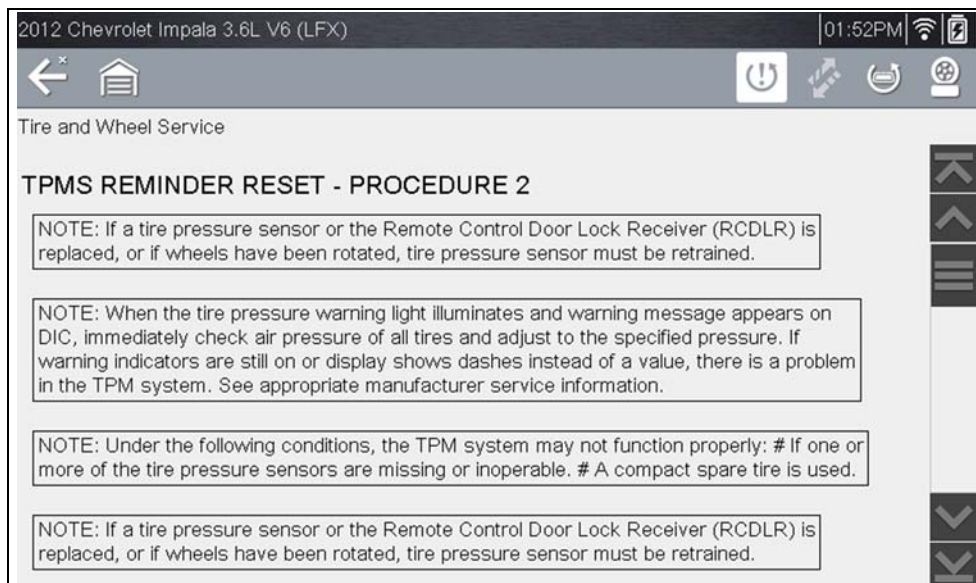 2012 Chevrolet Impala 3.6L V6 (LFX)
01:52PM
Tire and Wheel Service
TPMS REMINDER RESET - PROCEDURE 2
NOTE: If a tire pressure sensor or the Remote Control Door Lock Receiver (RCDLR) is
replaced, or if wheels have been rotated, tire pressure sensor must be retrained.
NOTE: When the tire pressure warning light illuminates and warning message appears on
DIC, immediately check air pressure of all tires and adjust to the specified pressure. If
warning indicators are still on or display shows dashes instead of a value, there is a problem
in the TPM system. See appropriate manufacturer service information.
NOTE: Under the following conditions, the TPM system may not function properly: # If one or
more of the tire pressure sensors are missing or inoperable. # A compact spare tire is used.
NOTE: If a tire pressure sensor or the Remote Control Door Lock Receiver (RCDLR) is
replaced, or if wheels have been rotated, tire pressure sensor must be retrained.